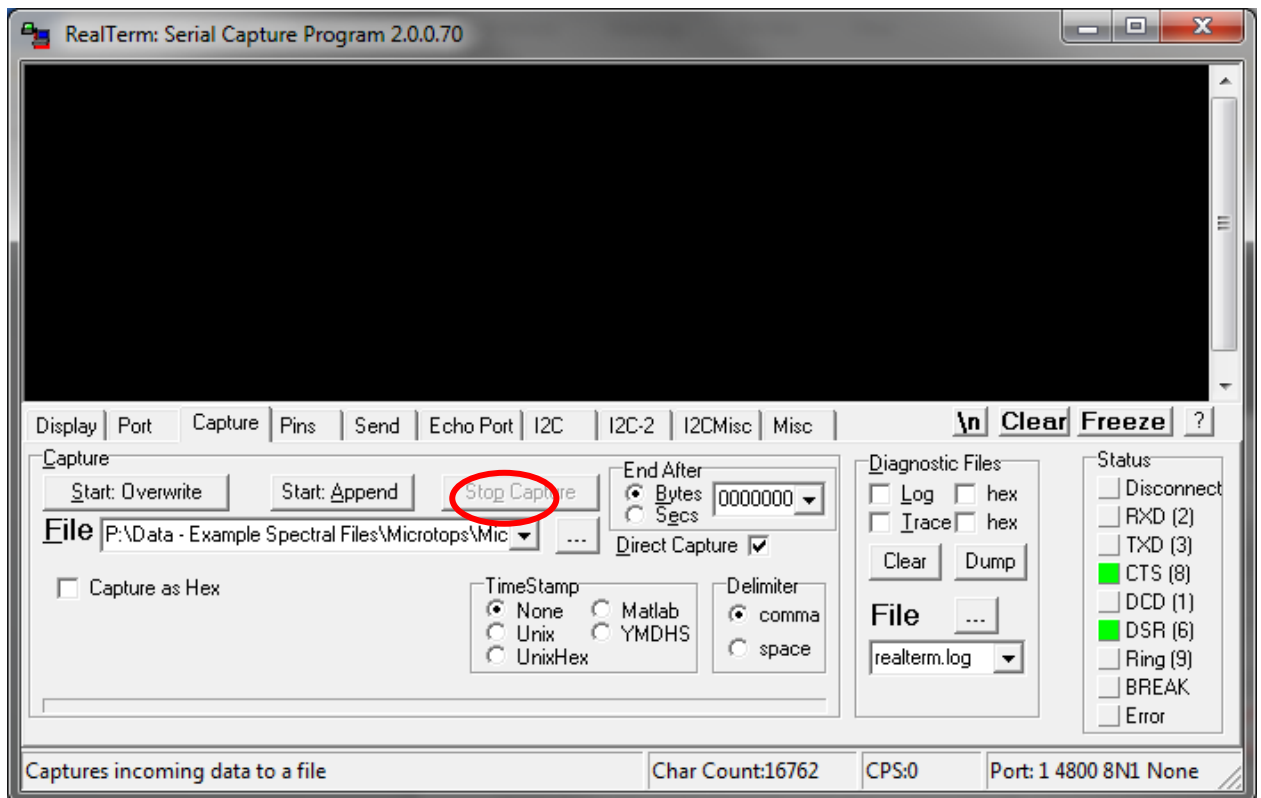 RealTerm: Serial Capture Program 2.0.0.70
Display Port Capture Pins Send Echo Port I2C I2C-2 I2CMisc Misc \n Clear Freeze ?
Capture
Start: Overwrite Start: Append Stop Capture
End After
Bytes
Secs
0000000
File P:\Data - Example Spectral Files\Microtops\Mic ...
Direct Capture
Capture as Hex
TimeStamp
None Matlab
Unix YMDHS
UnixHex
Delimiter
comma
space
Diagnostic Files
Log hex
Trace hex
Clear Dump
File ...
realterm.log
Status
Disconnect
RXD (2)
TXD (3)
CTS (8)
DCD (1)
DSR (6)
Ring (9)
BREAK
Error
Captures incoming data to a file Char Count:16762 CPS:0 Port: 1 4800 8N1 None